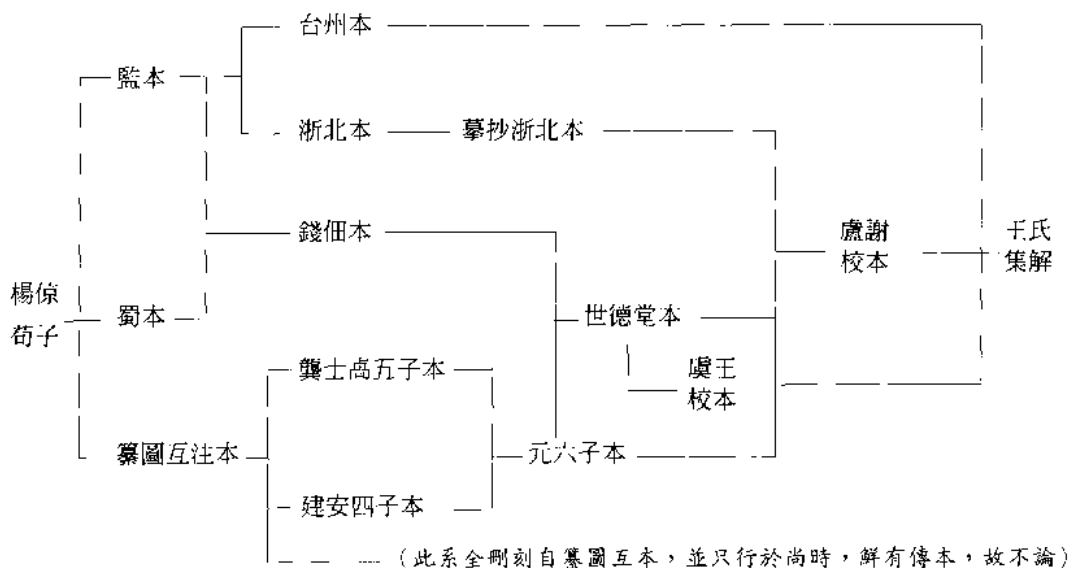 台州本
監本
浙北本
摹抄浙北本
錢佃本
盧謝
校本
王氏
集解
楊倞
荀子
蜀本
世德堂本
龔士卨五子本
虞王
校本
纂圖互注本
元六子本
建安四子本
(此系全刪刻自纂圖互本，並只行於尚時，鮮有傳本，故不論)